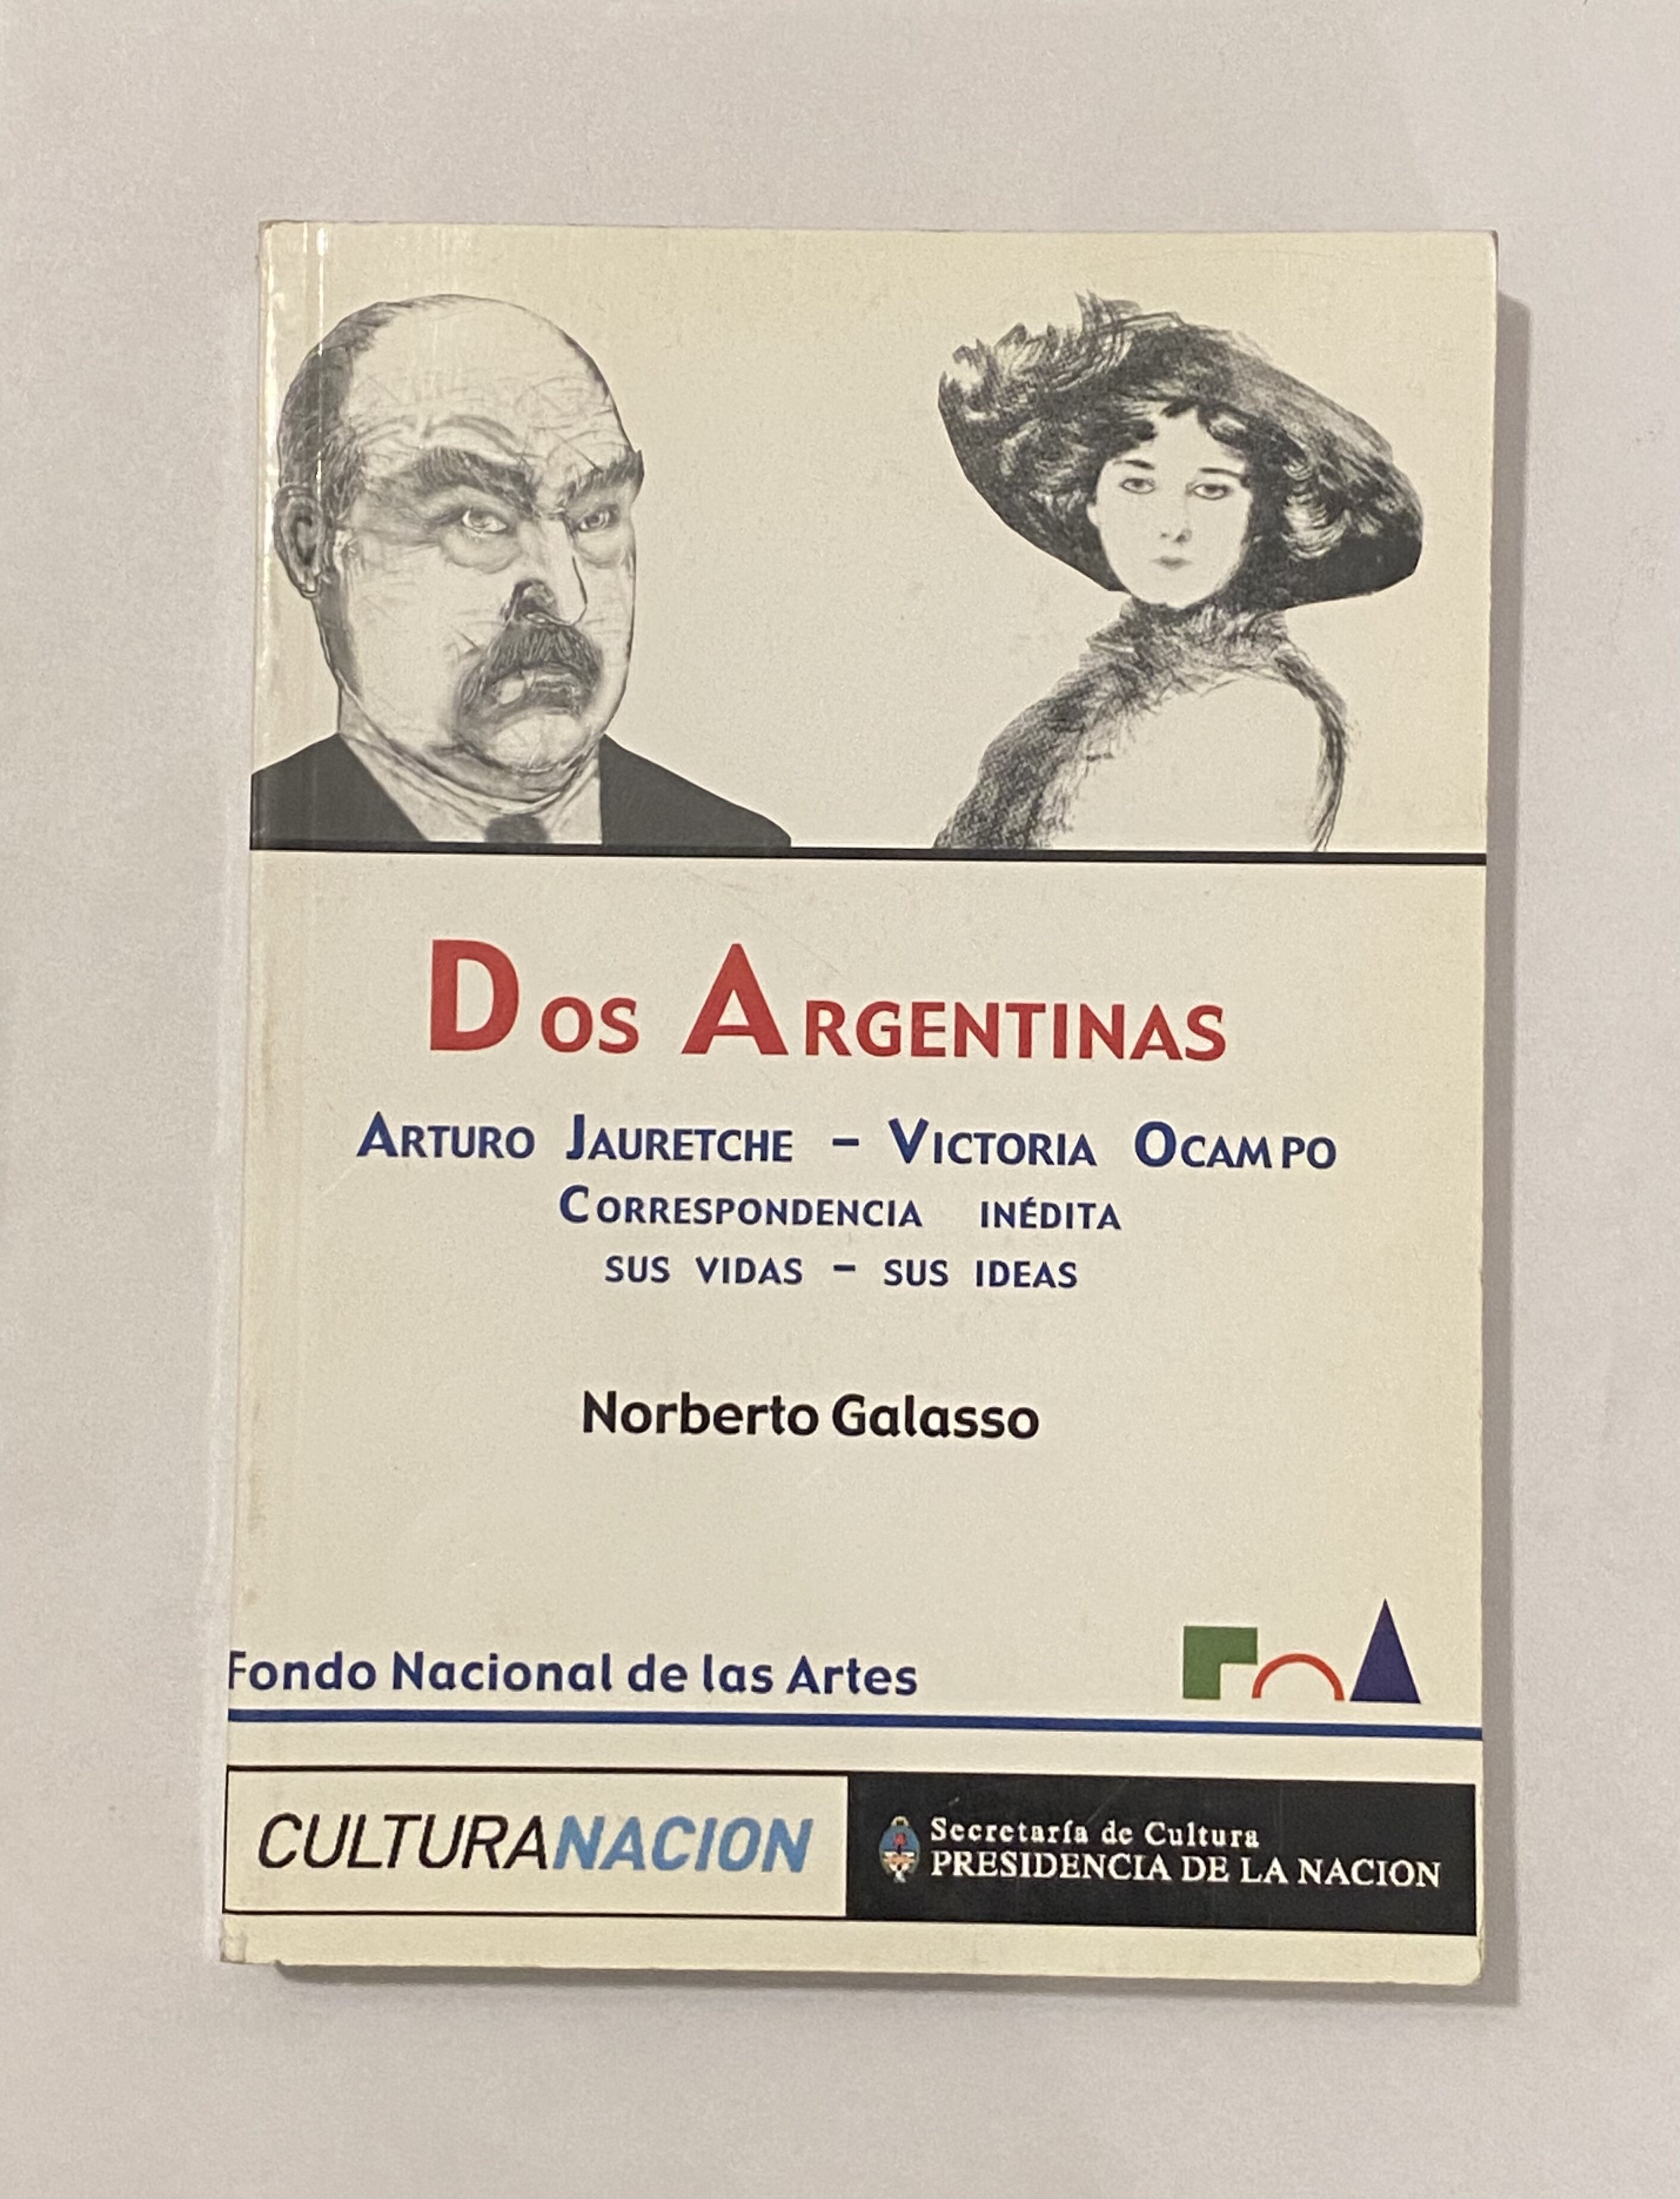 DOS ARGENTINAS
ARTURO JAURETCHE – VICTORIA OCAMPO
CORRESPONDENCIA INÉDITA
SUS VIDAS – SUS IDEAS
Norberto Galasso
Fondo Nacional de las Artes
CULTURANACION
Secretaría de Cultura
PRESIDENCIA DE LA NACION